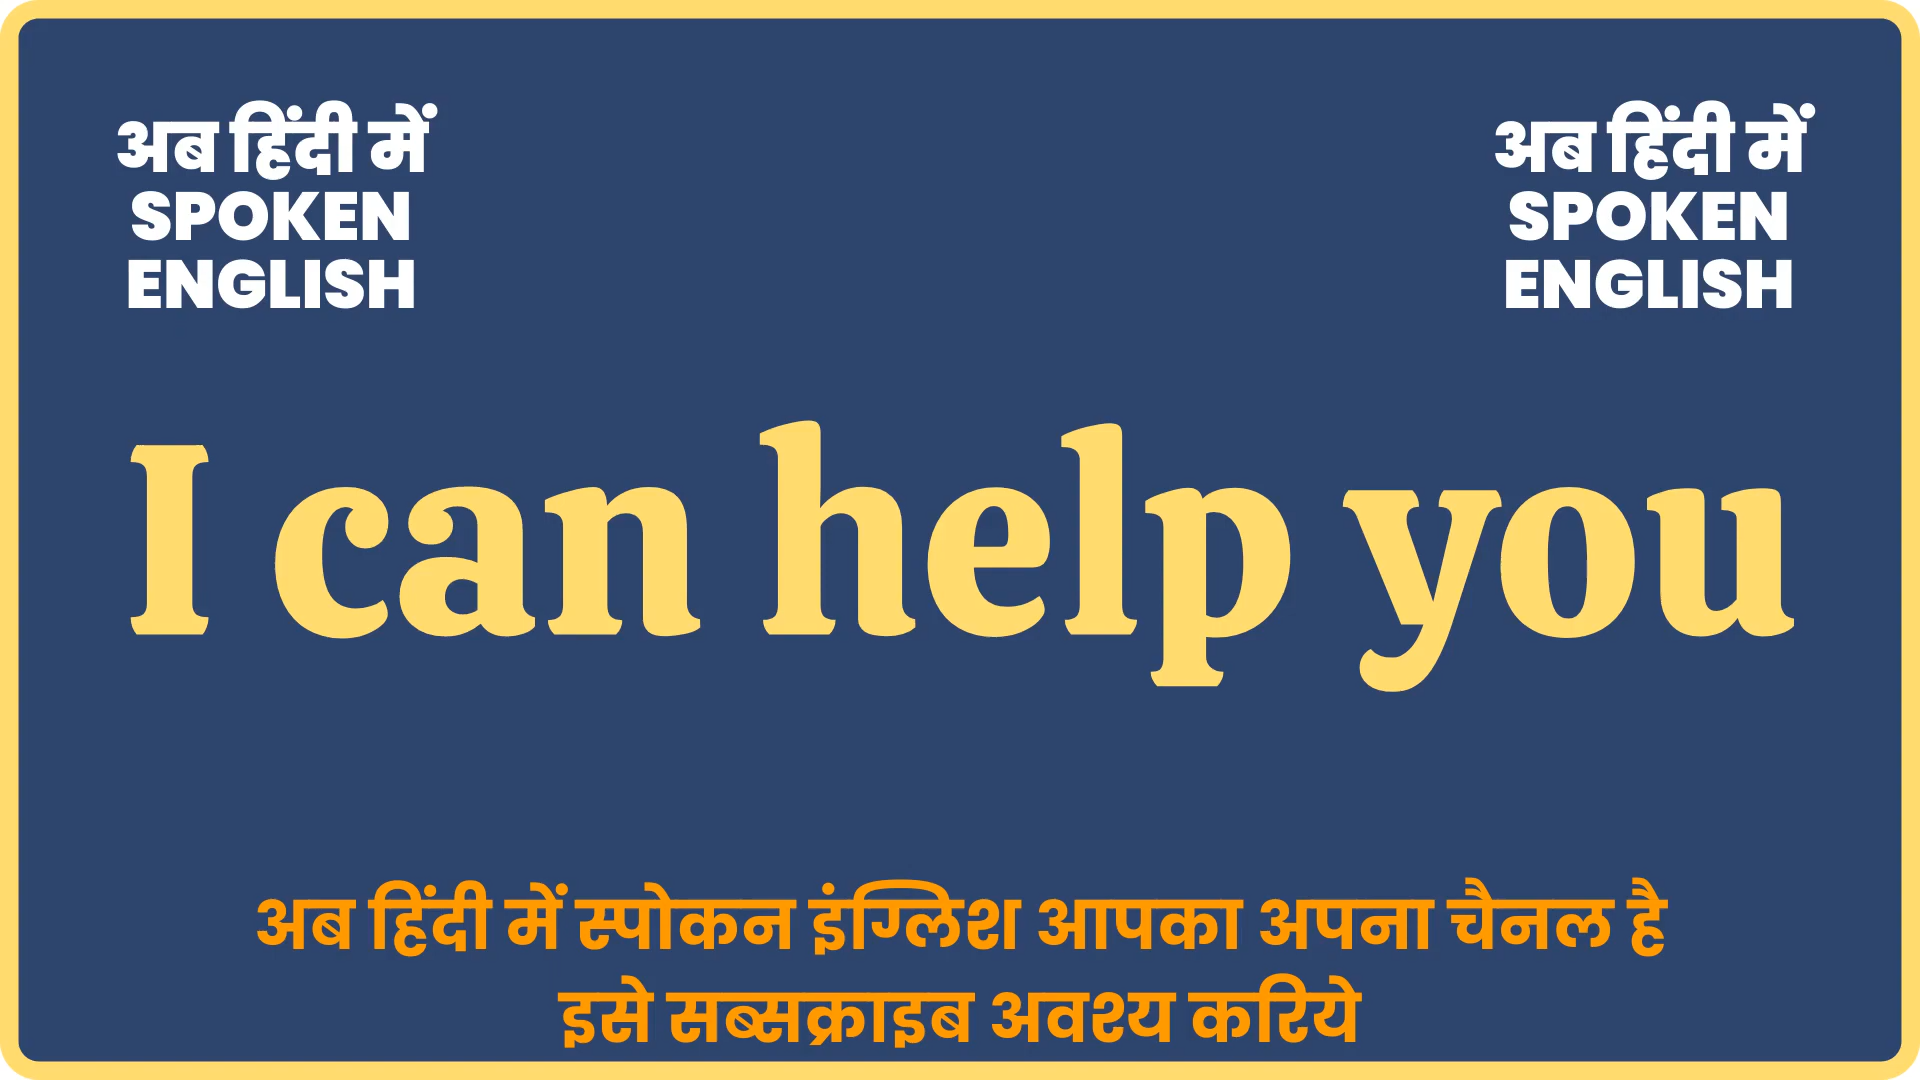 अब हिंदी में
SPOKEN
ENGLISH
अब हिंदी में
SPOKEN
ENGLISH
I can help you
अब हिंदी में स्पोकन इंग्लिश आपका अपना चैनल है
इसे सब्सक्राइब अवश्य करिये